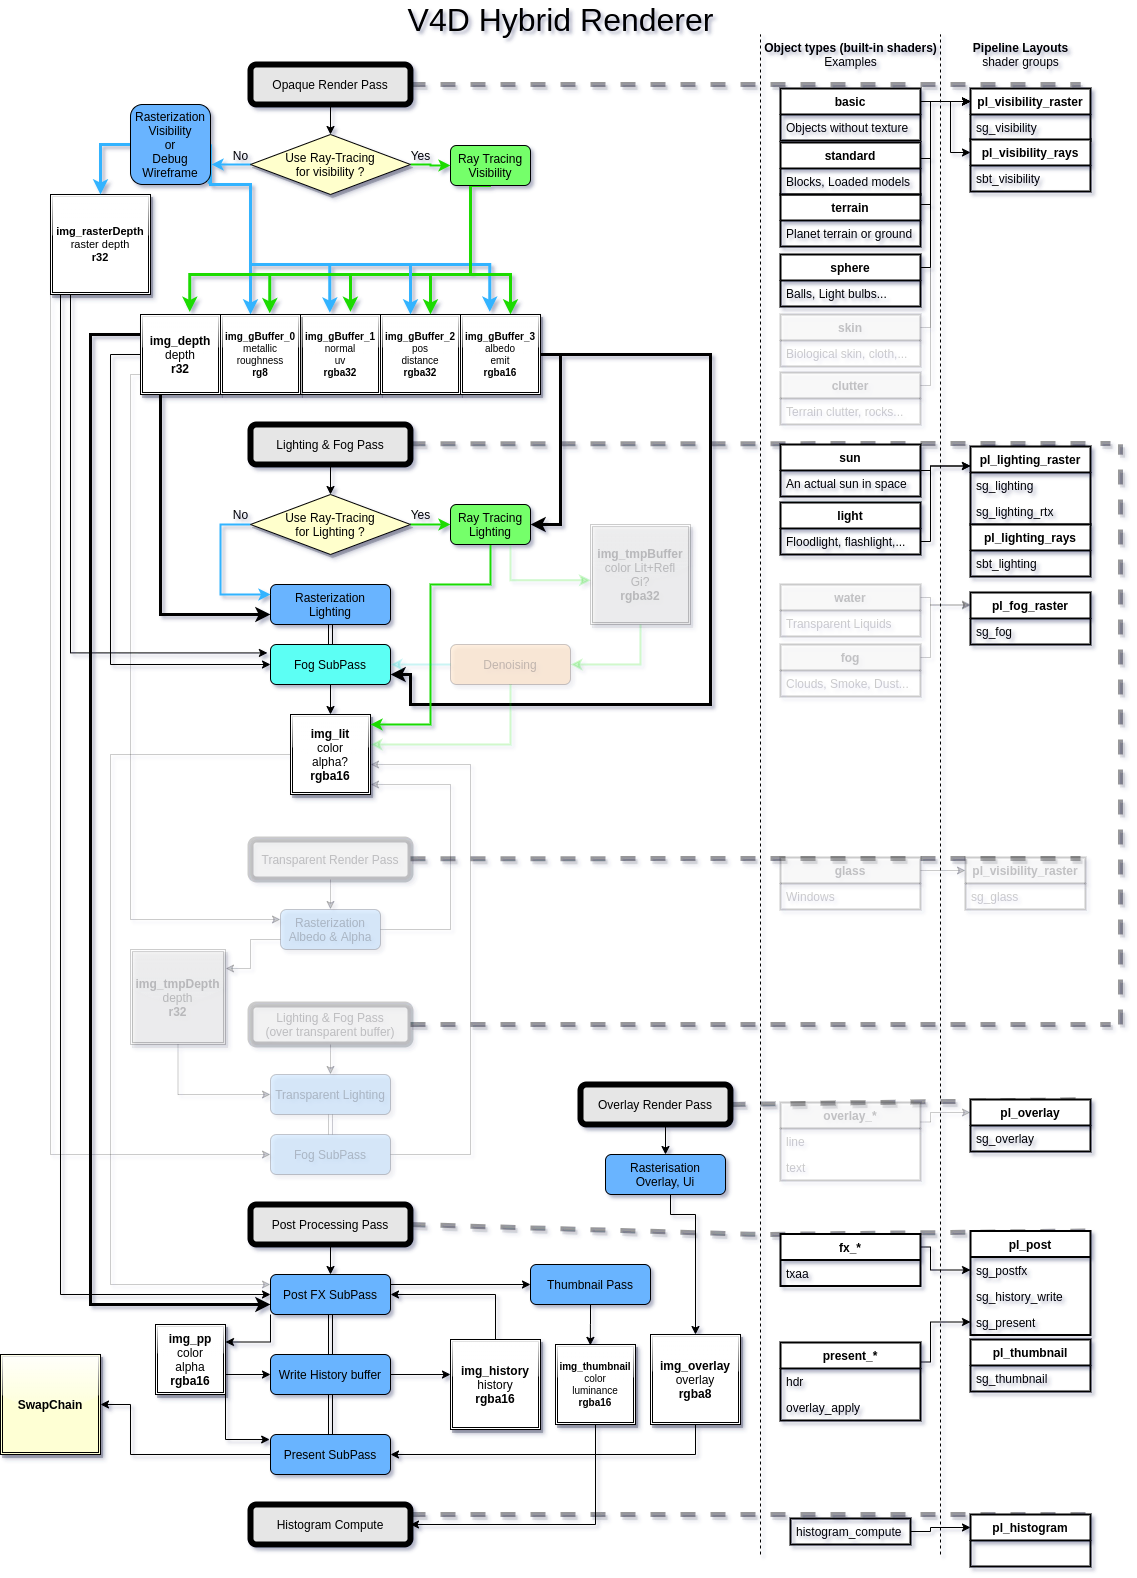 V4D Hybrid Renderer
Object types (built-in shaders)
Examples
Pipeline Layouts
shader groups
Opaque Render Pass
Rasterization
Visibility
or
Debug
Wireframe
No
Use Ray-Tracing
for visibility ?
Yes
Ray Tracing
Visibility
img_rasterDepth
raster depth
r32
img_depth
depth
r32
img_gBuffer_0
metallic
roughness
rg8
img_gBuffer_1
normal
uv
rgba32
img_gBuffer_2
pos
distance
rgba32
img_gBuffer_3
albedo
emit
rgba16
basic
Objects without texture
standard
Blocks, Loaded models
terrain
Planet terrain or ground
sphere
Balls, Light bulbs...
skin
Biological skin, cloth,...
clutter
Terrain clutter, rocks...
pl_visibility_raster
sg_visibility
pl_visibility_rays
sbt_visibility
Lighting & Fog Pass
No
Use Ray-Tracing
for Lighting ?
Yes
Ray Tracing
Lighting
img_tmpBuffer
color Lit+Refl
Gi?
rgba32
Rasterization
Lighting
Fog SubPass
Denoising
img_lit
color
alpha?
rgba16
sun
An actual sun in space
light
Floodlight, flashlight,...
water
Transparent Liquids
fog
Clouds, Smoke, Dust...
pl_lighting_raster
sg_lighting
sg_lighting_rtx
pl_lighting_rays
sbt_lighting
pl_fog_raster
sg_fog
Transparent Render Pass
Rasterization
Albedo & Alpha
img_tmpDepth
depth
r32
glass
Windows
pl_visibility_raster
sg_glass
Lighting & Fog Pass
(over transparent buffer)
Transparent Lighting
Fog SubPass
Overlay Render Pass
Rasterisation
Overlay, Ui
overlay_*
line
text
pl_overlay
sg_overlay
Post Processing Pass
Post FX SubPass
Thumbnail Pass
img_pp
color
alpha
rgba16
Write History buffer
img_history
history
rgba16
img_thumbnail
color
luminance
rgba16
img_overlay
overlay
rgba8
SwapChain
Present SubPass
fx_*
txaa
present_*
hdr
overlay_apply
pl_post
sg_postfx
sg_history_write
sg_present
pl_thumbnail
sg_thumbnail
Histogram Compute
histogram_compute
pl_histogram